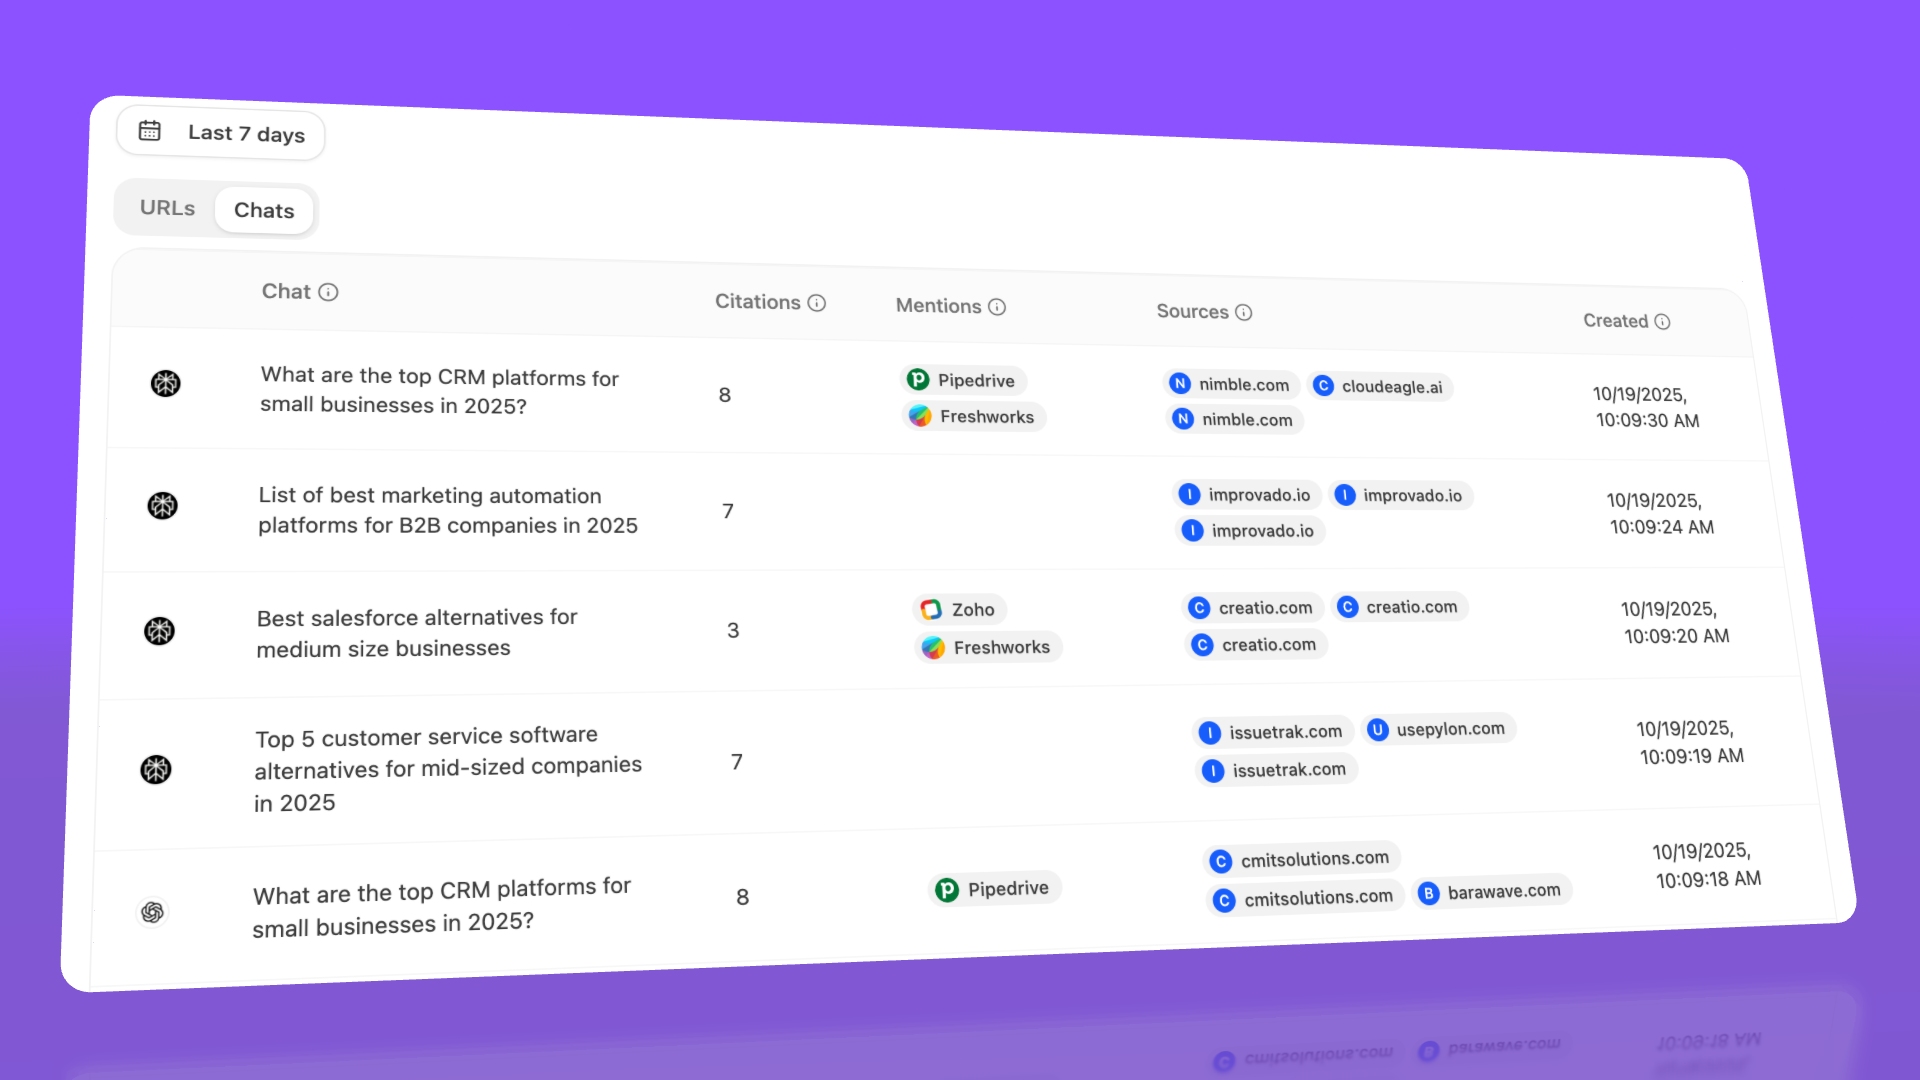 Last 7 days
URLs Chats
Chat Citations Mentions Sources Created
What are the top CRM platforms for
small businesses in 2025?
8
Pipedrive
Freshworks
N nimble.com C cloudeagle.ai
N nimble.com
10/19/2025,
10:09:30 AM
List of best marketing automation
platforms for B2B companies in 2025
7
I improvado.io I improvado.io
I improvado.io
10/19/2025,
10:09:24 AM
Best salesforce alternatives for
medium size businesses
3
Zoho
Freshworks
C creatio.com C creatio.com
C creatio.com
10/19/2025,
10:09:20 AM
Top 5 customer service software
alternatives for mid-sized companies
in 2025
7
I issuetrak.com U usepylon.com
I issuetrak.com
10/19/2025,
10:09:19 AM
What are the top CRM platforms for
small businesses in 2025?
8
Pipedrive
C cmitsolutions.com
C cmitsolutions.com B barawave.com
10/19/2025,
10:09:18 AM